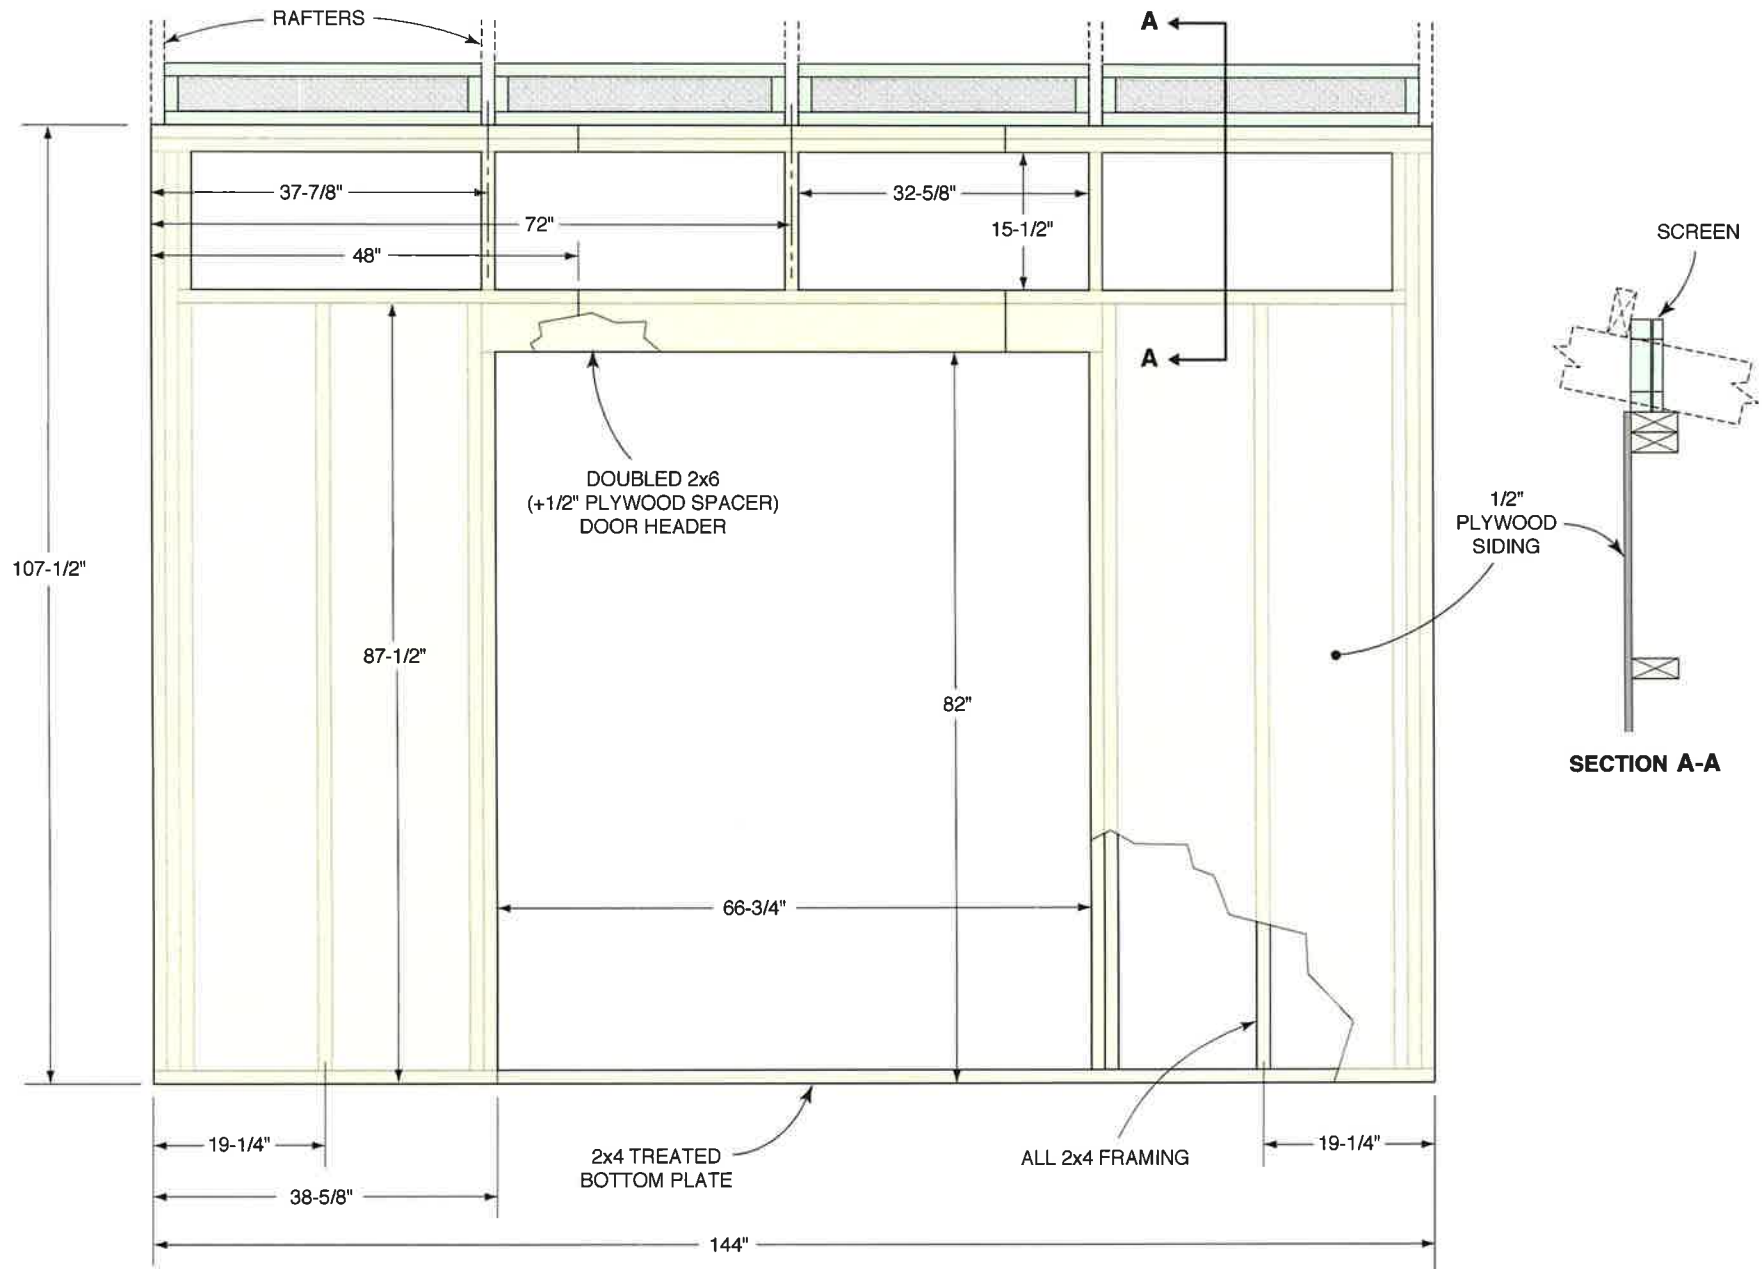 RAFTERS
A
37-7/8"
32-5/8"
72"
15-1/2"
48"
SCREEN
A
DOUBLED 2x6
(+1/2" PLYWOOD SPACER)
DOOR HEADER
1/2"
PLYWOOD
SIDING
107-1/2"
87-1/2"
82"
SECTION A-A
66-3/4"
19-1/4"
2x4 TREATED
BOTTOM PLATE
ALL 2x4 FRAMING
19-1/4"
38-5/8"
144"